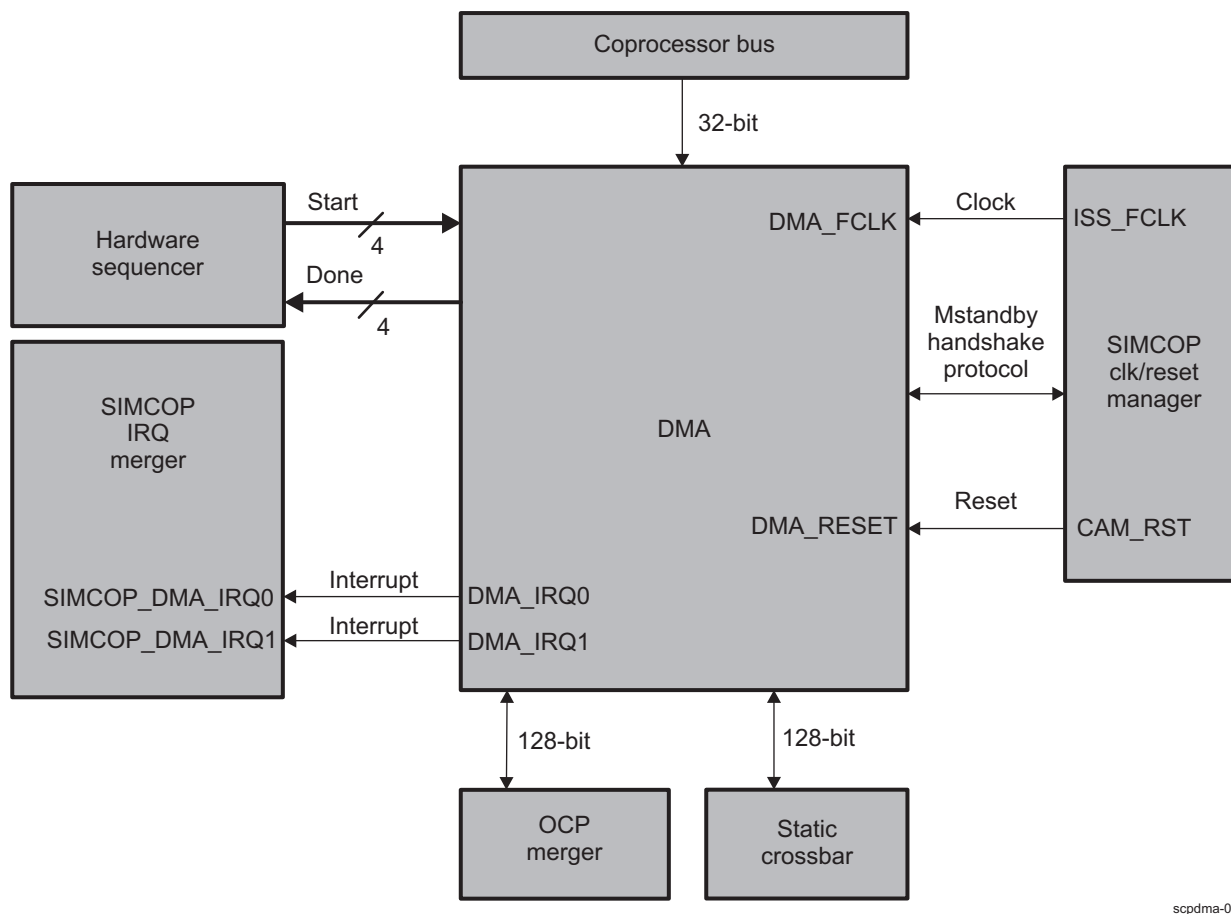 Coprocessor bus
32-bit
Hardware
sequencer
Start
4
Done
4
DMA_FCLK
Clock
ISS_FCLK
Mstandby
handshake
protocol
SIMCOP
clk/reset
manager
SIMCOP
IRQ
merger
DMA
DMA_RESET
Reset
CAM_RST
SIMCOP_DMA_IRQ0
Interrupt
DMA_IRQ0
SIMCOP_DMA_IRQ1
Interrupt
DMA_IRQ1
128-bit
128-bit
OCP
merger
Static
crossbar